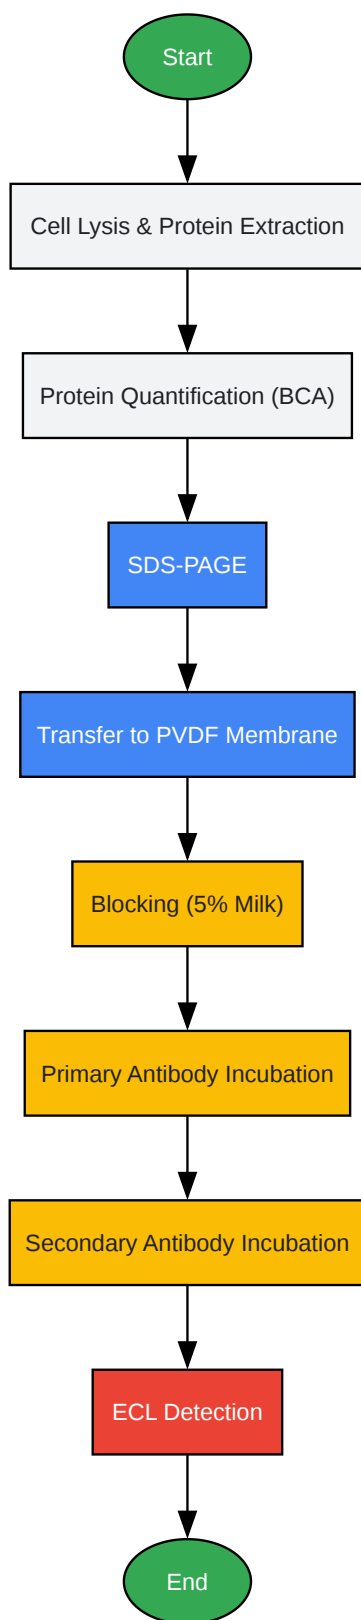 Start
Cell Lysis & Protein Extraction
Protein Quantification (BCA)
SDS-PAGE
Transfer to PVDF Membrane
Blocking (5% Milk)
Primary Antibody Incubation
Secondary Antibody Incubation
ECL Detection
End